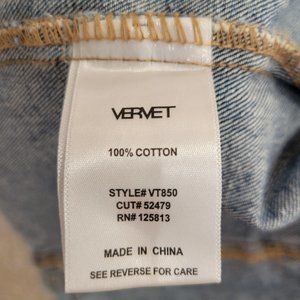 VERVET
100% COTTON
STYLE# VT850
CUT# 52479
RN# 125813
MADE IN CHINA
SEE REVERSE FOR CARE